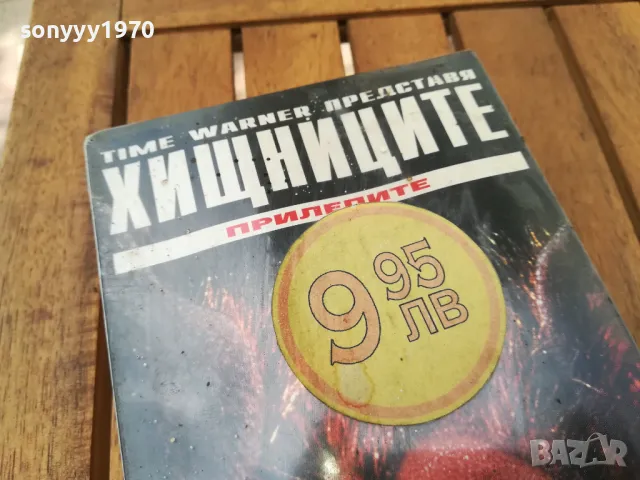 sonyyy1970
TIME WARNER ПРЕДСТАВЯ
ХИЩНИЦИТЕ
ПРИЛЕПИТЕ
9 95
ЛВ
BAZAR